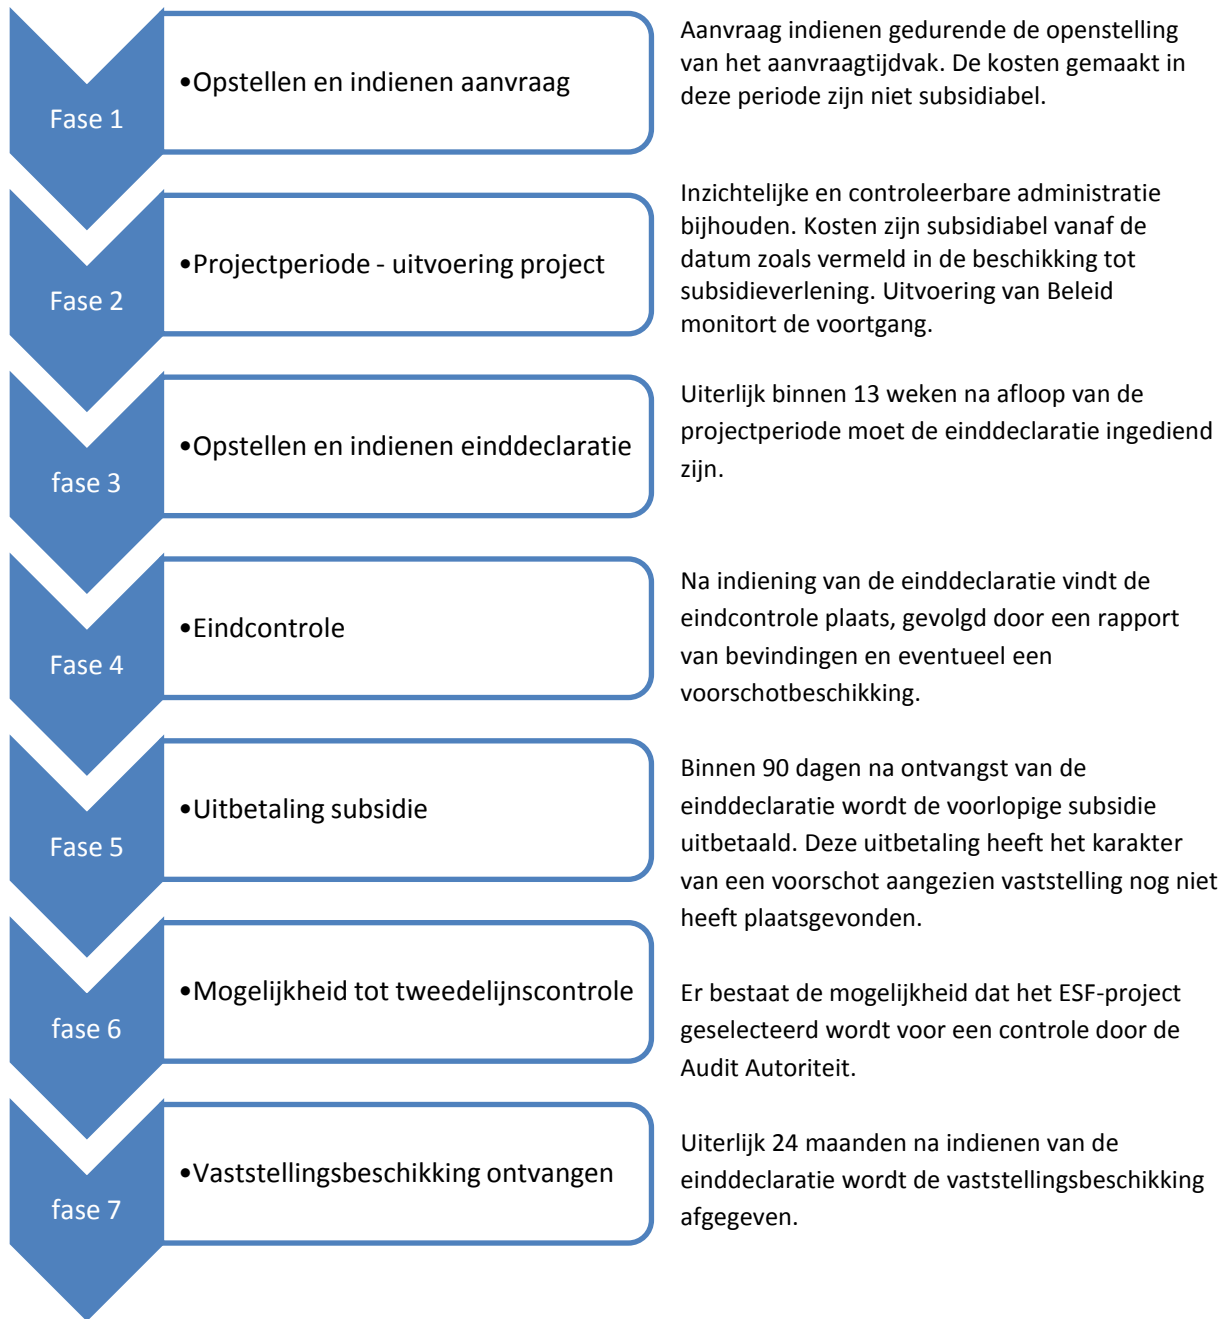 Fase 1
•Opstellen en indienen aanvraag
Aanvraag indienen gedurende de openstelling
van het aanvraagtijdvak. De kosten gemaakt in
deze periode zijn niet subsidiabel.
Fase 2
•Projectperiode - uitvoering project
Inzichtelijke en controleerbare administratie
bijhouden. Kosten zijn subsidiabel vanaf de
datum zoals vermeld in de beschikking tot
subsidieverlening. Uitvoering van Beleid
monitort de voortgang.
fase 3
•Opstellen en indienen einddeclaratie
Uiterlijk binnen 13 weken na afloop van de
projectperiode moet de einddeclaratie ingediend
zijn.
Fase 4
•Eindcontrole
Na indiening van de einddeclaratie vindt de
eindcontrole plaats, gevolgd door een rapport
van bevindingen en eventueel een
voorschotbeschikking.
Fase 5
•Uitbetaling subsidie
Binnen 90 dagen na ontvangst van de
einddeclaratie wordt de voorlopige subsidie
uitbetaald. Deze uitbetaling heeft het karakter
van een voorschot aangezien vaststelling nog niet
heeft plaatsgevonden.
fase 6
•Mogelijkheid tot tweedelijnscontrole
Er bestaat de mogelijkheid dat het ESF-project
geselecteerd wordt voor een controle door de
Audit Autoriteit.
fase 7
•Vaststellingsbeschikking ontvangen
Uiterlijk 24 maanden na indienen van de
einddeclaratie wordt de vaststellingsbeschikking
afgegeven.